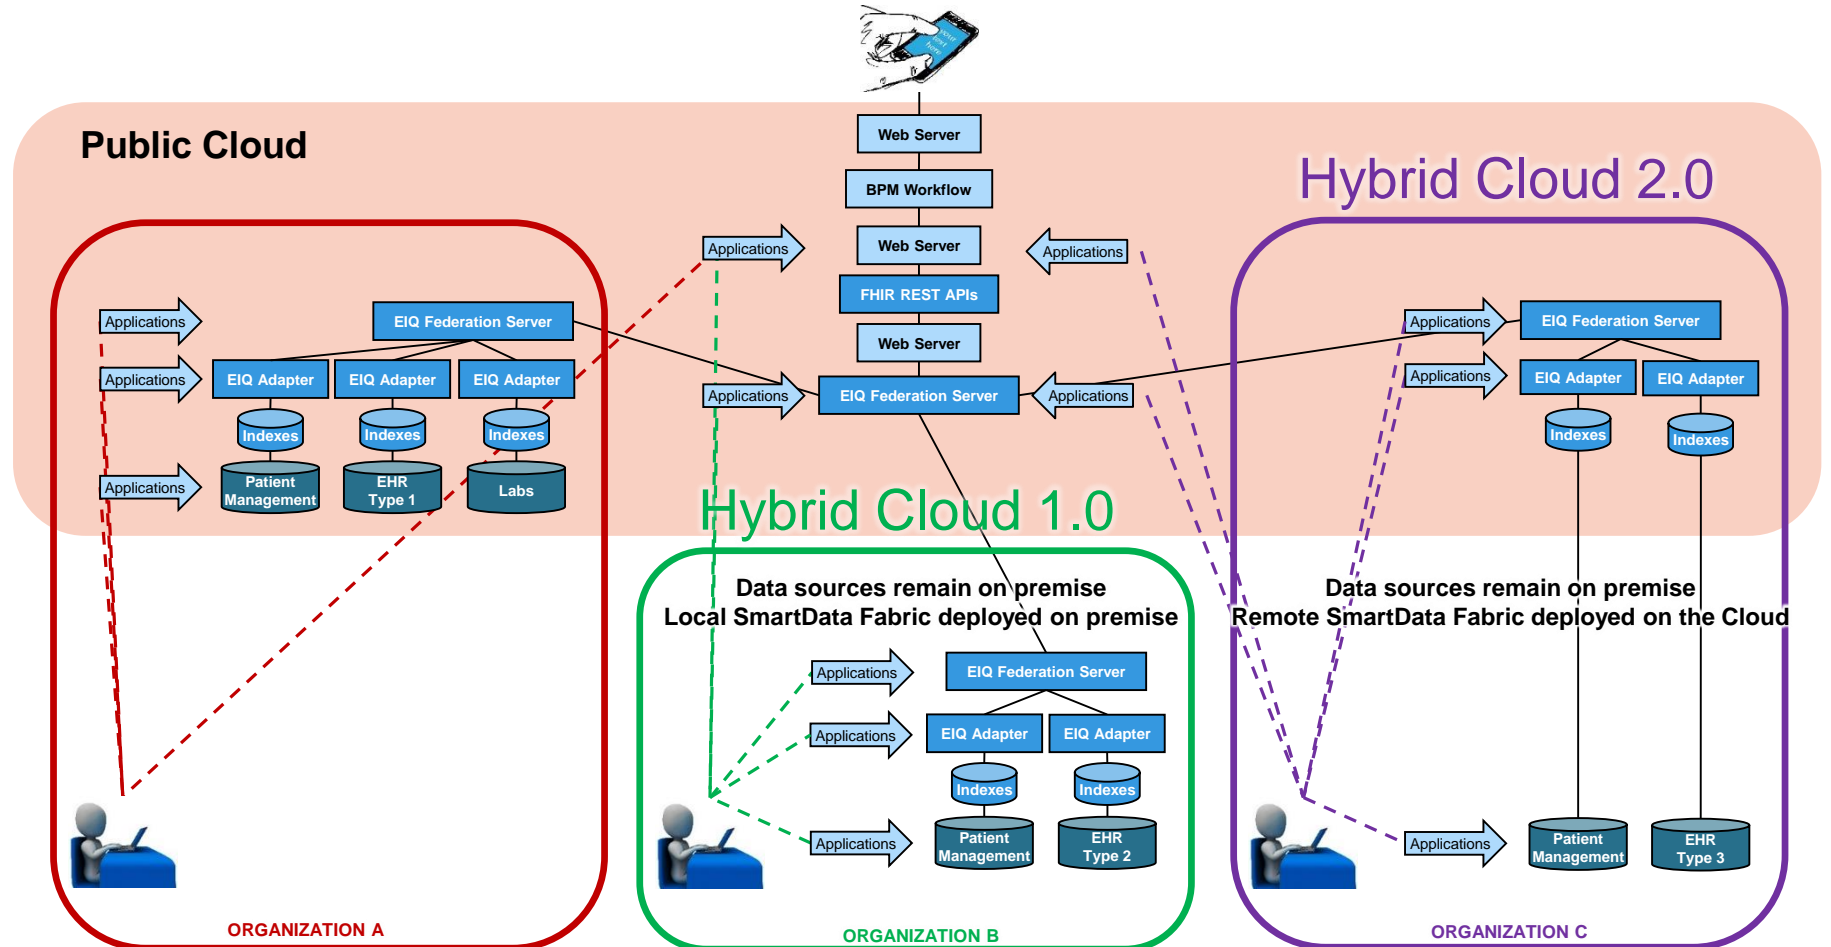 your
text
here
Public Cloud
Web Server
BPM Workflow
Hybrid Cloud 2.0
Applications
Web Server
Applications
FHIR REST APIs
Applications
EIQ Federation Server
Web Server
Applications
EIQ Federation Server
Applications
EIQ Adapter
EIQ Adapter
EIQ Adapter
Applications
EIQ Federation Server
Applications
Applications
EIQ Adapter
EIQ Adapter
Indexes
Indexes
Indexes
Indexes
Indexes
Applications
Patient
Management
EHR
Type 1
Labs
Hybrid Cloud 1.0
Data sources remain on premise
Local SmartData Fabric deployed on premise
Data sources remain on premise
Remote SmartData Fabric deployed on the Cloud
Applications
EIQ Federation Server
Applications
EIQ Adapter
EIQ Adapter
Indexes
Indexes
Applications
Patient
Management
EHR
Type 2
Applications
Patient
Management
EHR
Type 3
ORGANIZATION A
ORGANIZATION B
ORGANIZATION C